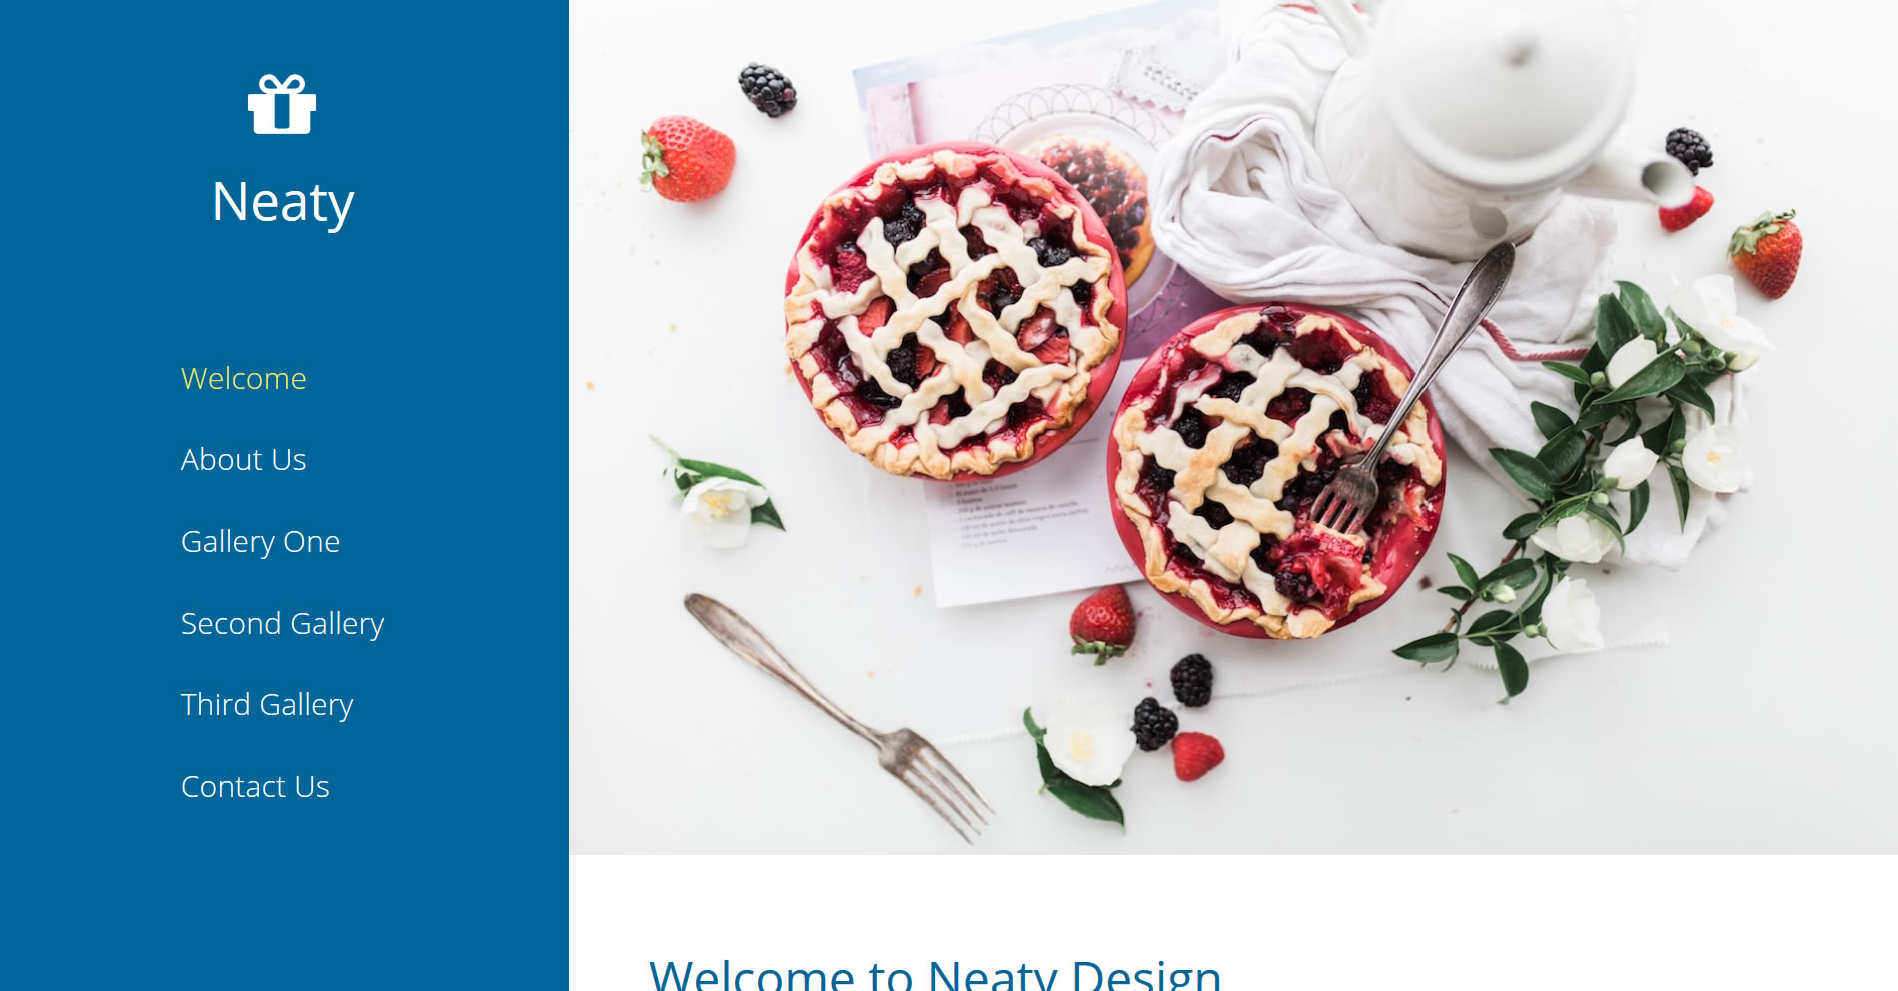 Neaty
Welcome
About Us
Gallery One
Second Gallery
Third Gallery
Contact Us
Welcome to Neaty Design